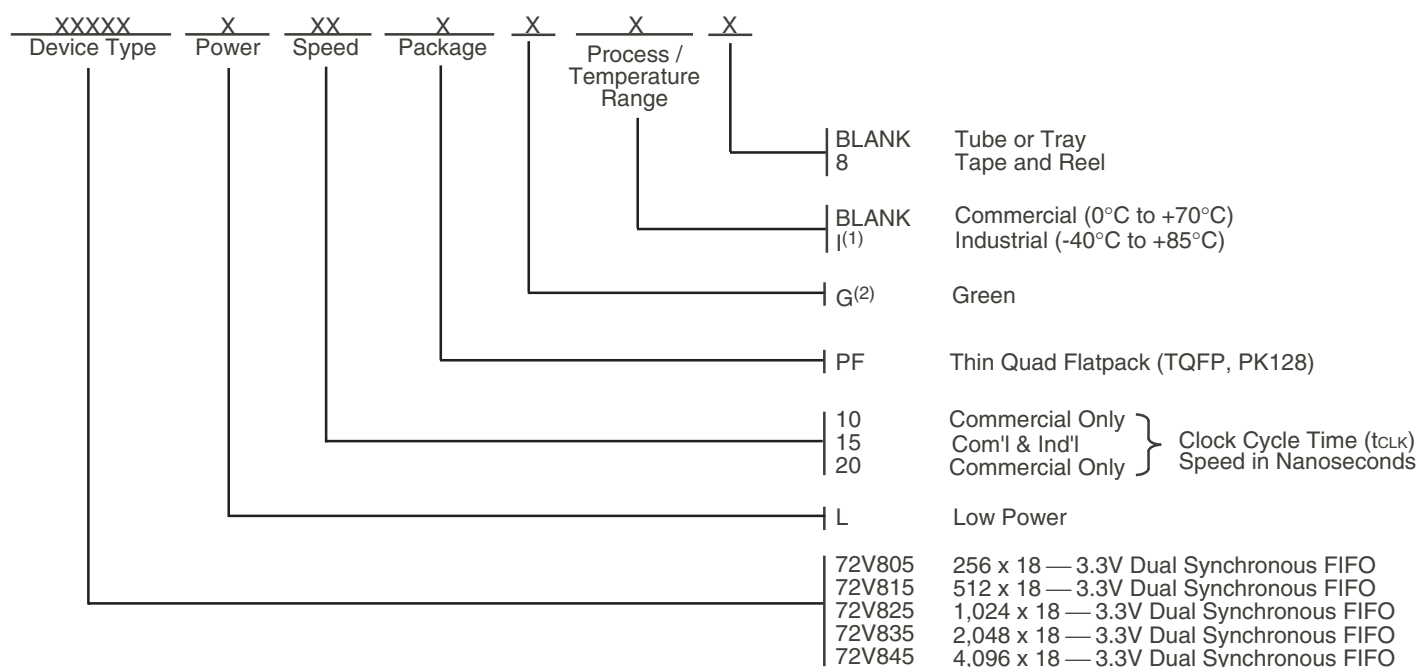 XXXXX X XX X X X X
Device Type Power Speed Package Process /
Temperature
Range
BLANK Tube or Tray
8 Tape and Reel
BLANK Commercial (0°C to +70°C)
I(1) Industrial (-40°C to +85°C)
G(2) Green
PF Thin Quad Flatpack (TQFP, PK128)
10 Commercial Only
15 Com'l & Ind'l Clock Cycle Time (tCLK)
20 Commercial Only Speed in Nanoseconds
L Low Power
72V805 256 x 18 — 3.3V Dual Synchronous FIFO
72V815 512 x 18 — 3.3V Dual Synchronous FIFO
72V825 1,024 x 18 — 3.3V Dual Synchronous FIFO
72V835 2,048 x 18 — 3.3V Dual Synchronous FIFO
72V845 4,096 x 18 — 3.3V Dual Synchronous FIFO